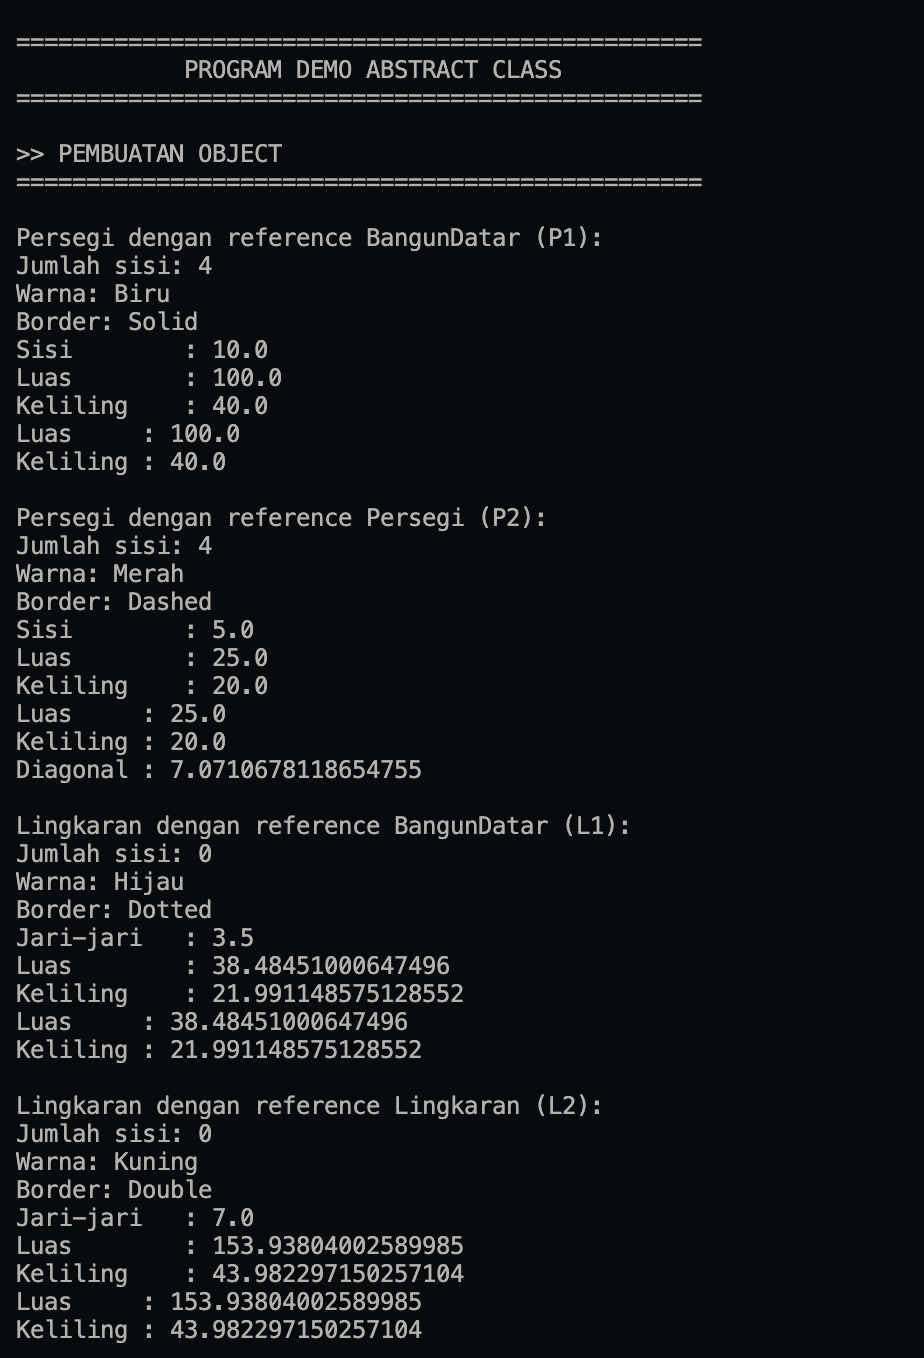 =================================================
            PROGRAM DEMO ABSTRACT CLASS
=================================================

>> PEMBUATAN OBJECT
=================================================

Persegi dengan reference BangunDatar (P1):
Jumlah sisi: 4
Warna: Biru
Border: Solid
Sisi        : 10.0
Luas        : 100.0
Keliling    : 40.0
Luas     : 100.0
Keliling : 40.0

Persegi dengan reference Persegi (P2):
Jumlah sisi: 4
Warna: Merah
Border: Dashed
Sisi        : 5.0
Luas        : 25.0
Keliling    : 20.0
Luas     : 25.0
Keliling : 20.0
Diagonal : 7.0710678118654755

Lingkaran dengan reference BangunDatar (L1):
Jumlah sisi: 0
Warna: Hijau
Border: Dotted
Jari-jari   : 3.5
Luas        : 38.48451000647496
Keliling    : 21.991148575128552
Luas     : 38.48451000647496
Keliling : 21.991148575128552

Lingkaran dengan reference Lingkaran (L2):
Jumlah sisi: 0
Warna: Kuning
Border: Double
Jari-jari   : 7.0
Luas        : 153.93804002589985
Keliling    : 43.982297150257104
Luas     : 153.93804002589985
Keliling : 43.982297150257104